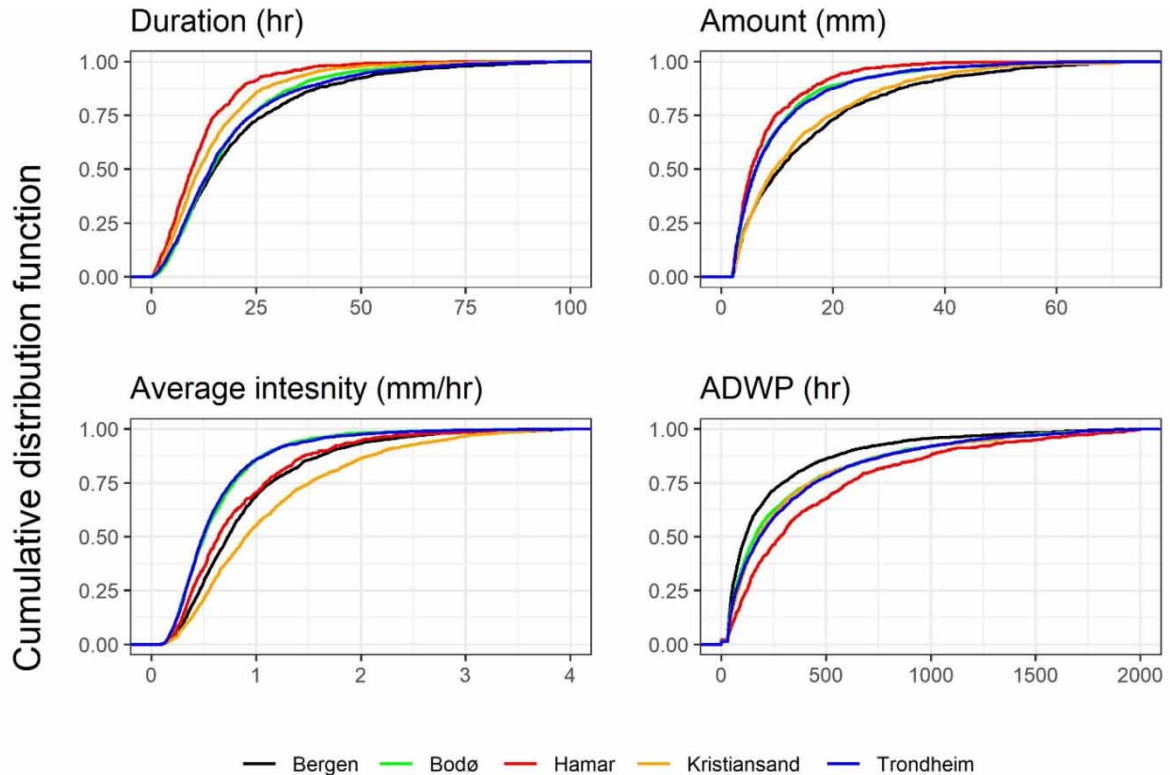 Duration (hr)
Amount (mm)
1.00
0.75
0.50
0.25
0.00
0 25 50 75 100
1.00
0.75
0.50
0.25
0.00
0 20 40 60
Cumulative distribution function
Average intesnity (mm/hr)
ADWP (hr)
1.00
0.75
0.50
0.25
0.00
0 1 2 3 4
1.00
0.75
0.50
0.25
0.00
0 500 1000 1500 2000
Bergen Bodø Hamar Kristiansand Trondheim